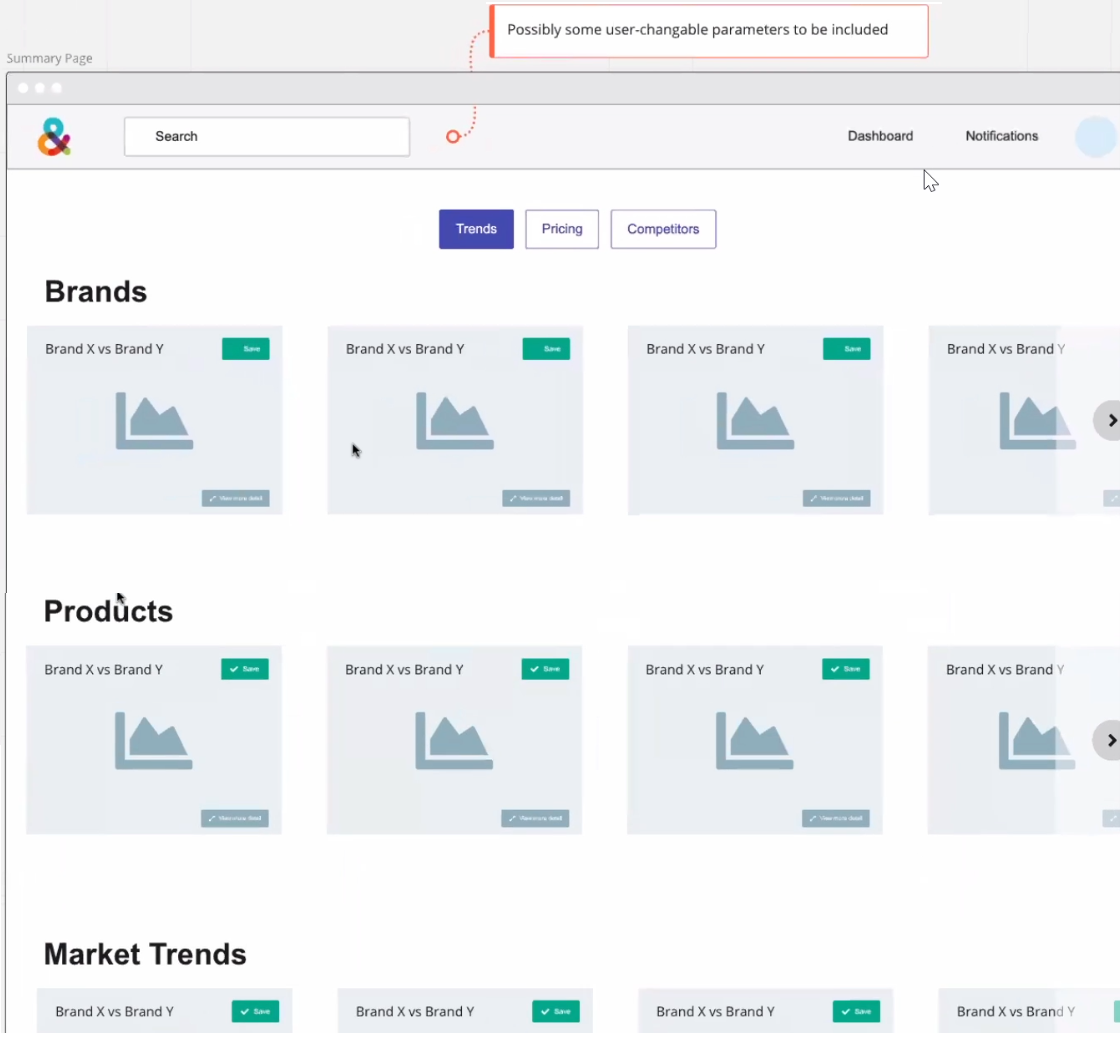 Possibly some user-changable parameters to be included
Summary Page
& Search Dashboard Notifications
Trends Pricing Competitors
Brands
Brand X vs Brand Y Save Brand X vs Brand Y Save Brand X vs Brand Y Save Brand X vs Brand Y
View more detail View more detail View more detail
Products
Brand X vs Brand Y Save Brand X vs Brand Y Save Brand X vs Brand Y Save Brand X vs Brand Y
View more detail View more detail View more detail
Market Trends
Brand X vs Brand Y Save Brand X vs Brand Y Save Brand X vs Brand Y Save Brand X vs Brand Y